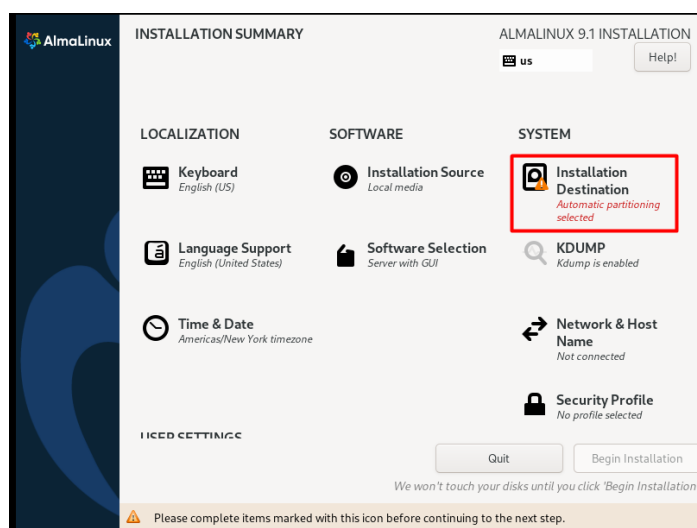 AlmaLinux
INSTALLATION SUMMARY
ALMALINUX 9.1 INSTALLATION
us
Help!
LOCALIZATION
SOFTWARE
SYSTEM
Keyboard
English (US)
Installation Source
Local media
Installation
Destination
Automatic partitioning
selected
Language Support
English (United States)
Software Selection
Server with GUI
KDUMP
Kdump is enabled
Time & Date
Americas/New York timezone
Network & Host
Name
Not connected
Security Profile
No profile selected
USER SETTINGS
Quit
Begin Installation
We won't touch your disks until you click 'Begin Installation
Please complete items marked with this icon before continuing to the next step.